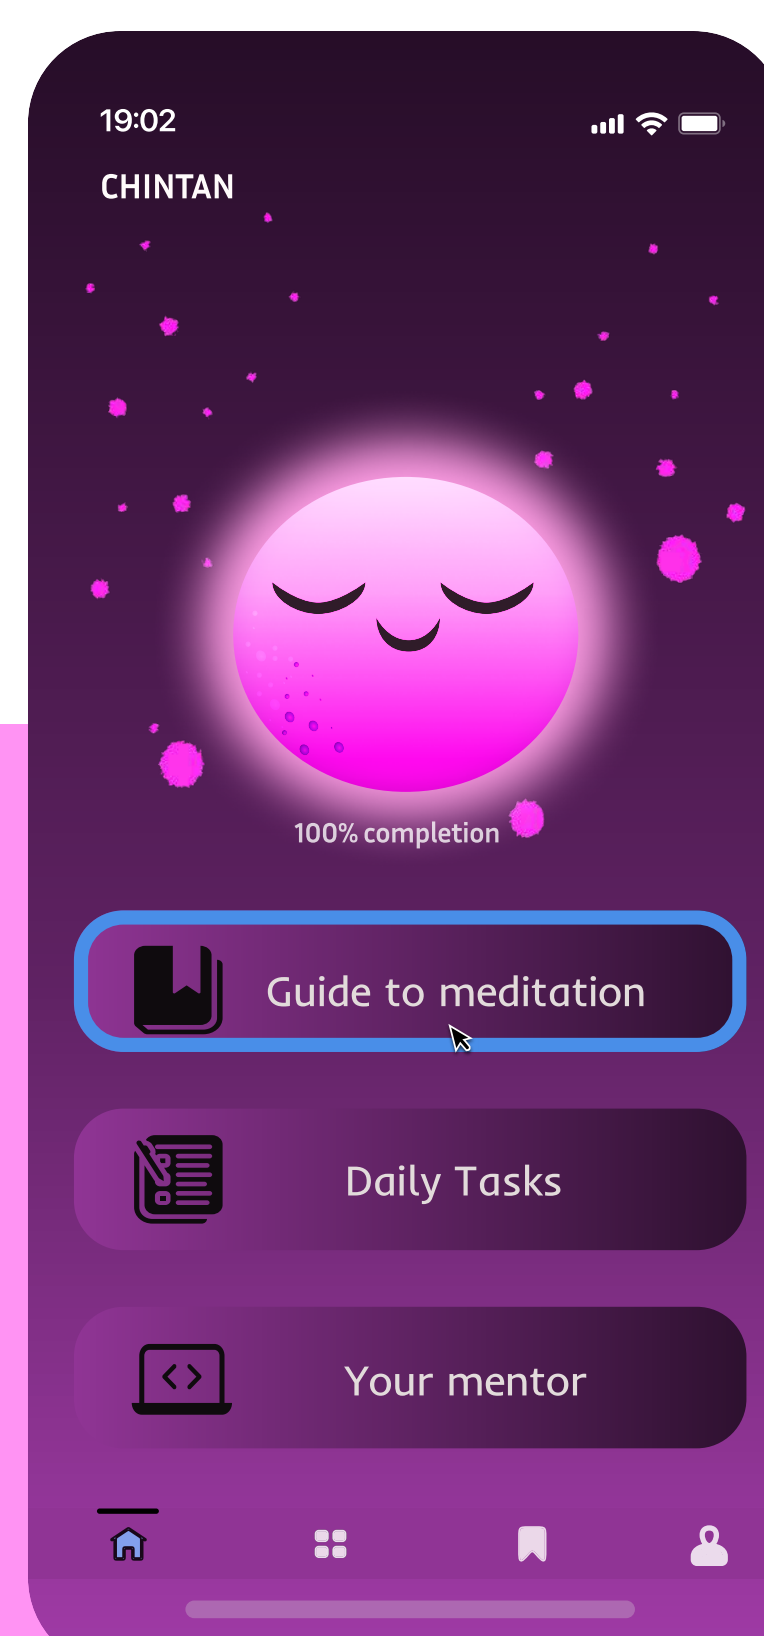 19:02
CHINTAN
100% completion
Guide to meditation
Daily Tasks
Your mentor